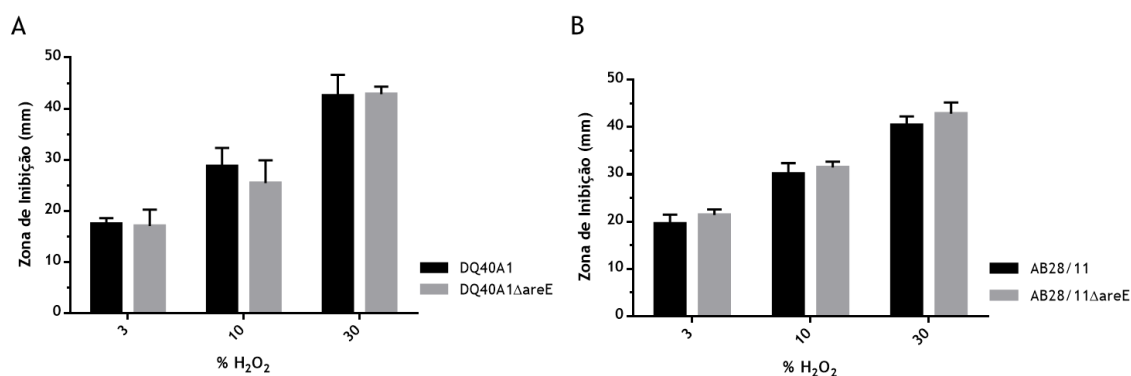 A
Zona de Inibição (mm)
50
40
30
20
10
0
3
10
30
% H₂O₂
DQ40A1
DQ40A1ΔareE
B
Zona de Inibição (mm)
50
40
30
20
10
0
3
10
30
% H₂O₂
AB28/11
AB28/11ΔareE